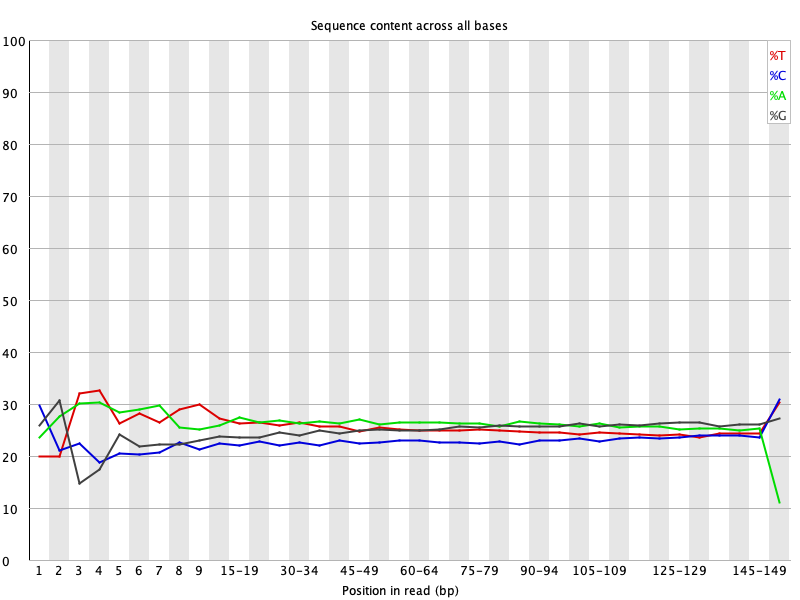 Sequence content across all bases
100
90
80
70
60
50
40
30
20
10
0
%T
%C
%A
%G
1 2 3 4 5 6 7 8 9 15-19 30-34 45-49 60-64 75-79 90-94 105-109 125-129 145-149
Position in read (bp)